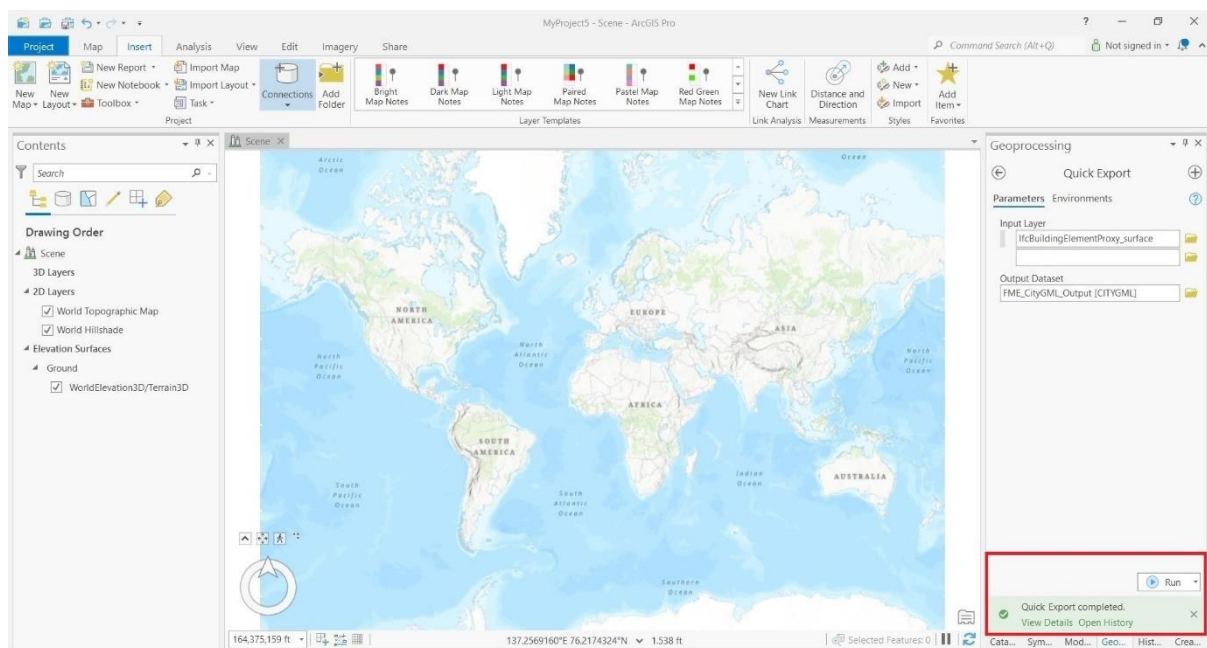 MyProject5 - Scene - ArcGIS Pro
?
Project Map Insert Analysis View Edit Imagery Share
Command Search (Alt+Q)
Not signed in
New Map
New Layout
New Report
New Notebook
Toolbox
Import Map
Import Layout
Task
Connections
Add Folder
Bright Map Notes
Dark Map Notes
Light Map Notes
Paired Map Notes
Pastel Map Notes
Red Green Map Notes
New Link Chart
Distance and Direction
Add
New
Import
Add Item
Project
Layer Templates
Link Analysis
Measurements
Styles
Favorites
Contents
Search
Drawing Order
Scene
3D Layers
2D Layers
World Topographic Map
World Hillshade
Elevation Surfaces
Ground
WorldElevation3D/Terrain3D
Scene
Arctic
Ocean
Ocean
NORTH
AMERICA
EUROPE
ASIA
North
Pacific
Ocean
North
Atlantic
Ocean
North
Pacific
Ocean
AFRICA
SOUTH
AMERICA
South
Pacific
Ocean
South
Atlantic
Ocean
Indian
Ocean
AUSTRALIA
Southern
Ocean
164,375,159 ft
137.2569160°E 76.2174324°N
1.538 ft
Selected Features: 0
Geoprocessing
Quick Export
Parameters Environments
Input Layer
IfcBuildingElementProxy_surface
Output Dataset
FME_CityGML_Output [CITYGML]
Run
Quick Export completed.
View Details Open History
Cata... Sym... Mod... Geo... Hist... Crea...